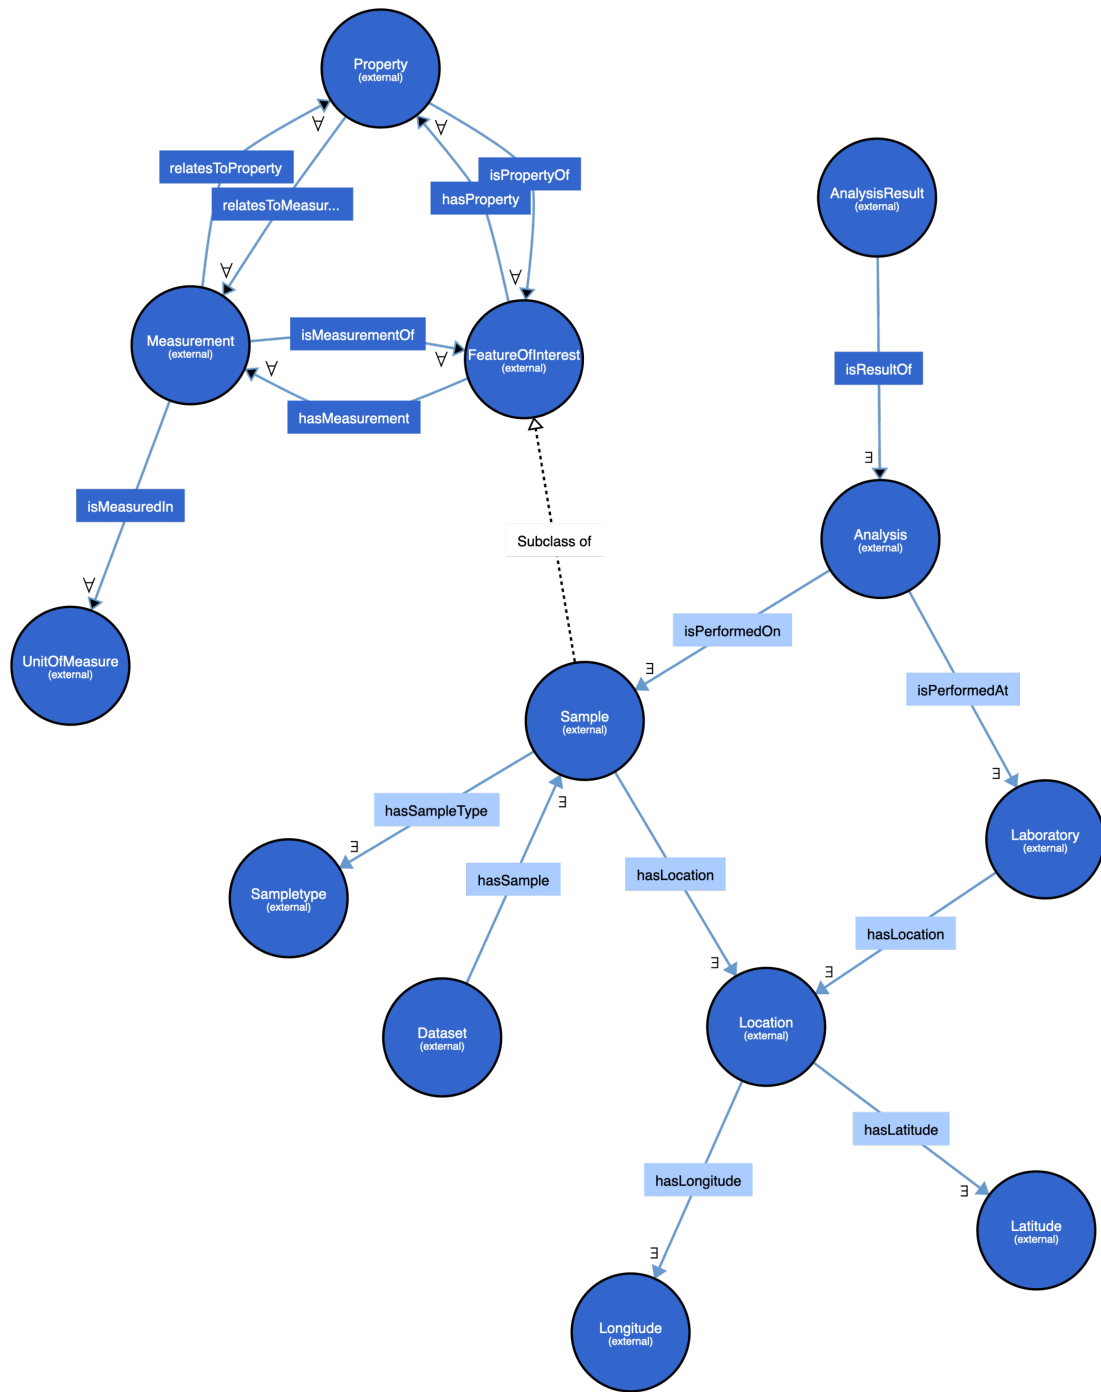 Property
(external)
∀
∀
relatesToProperty
isPropertyOf
hasProperty
relatesToMeasur...
AnalysisResult
(external)
∀
∀
Measurement
(external)
isMeasurementOf
∀
∀
FeatureOfInterest
(external)
isResultOf
hasMeasurement
∃
isMeasuredIn
Subclass of
Analysis
(external)
∀
UnitOfMeasure
(external)
isPerformedOn
∃
isPerformedAt
Sample
(external)
∃
hasSampleType
∃
∃
Laboratory
(external)
hasSample
hasLocation
Sampletype
(external)
hasLocation
∃
∃
Dataset
(external)
Location
(external)
hasLatitude
hasLongitude
∃
Latitude
(external)
∃
Longitude
(external)